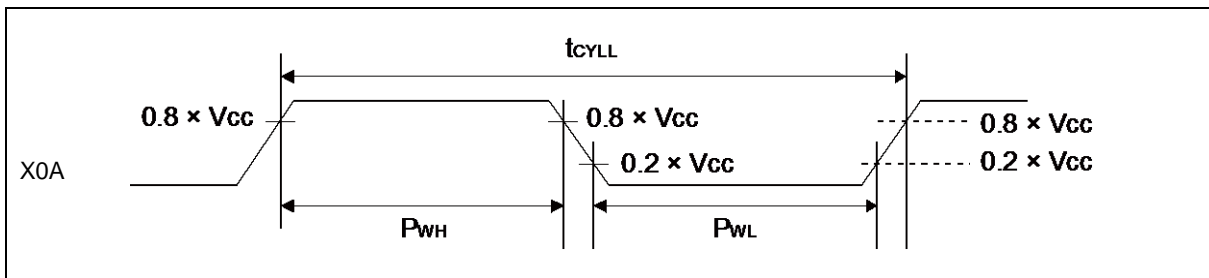 tCYLL
0.8 × Vcc
0.8 × Vcc
0.8 × Vcc
X0A
0.2 × Vcc
0.2 × Vcc
PWH
PWL